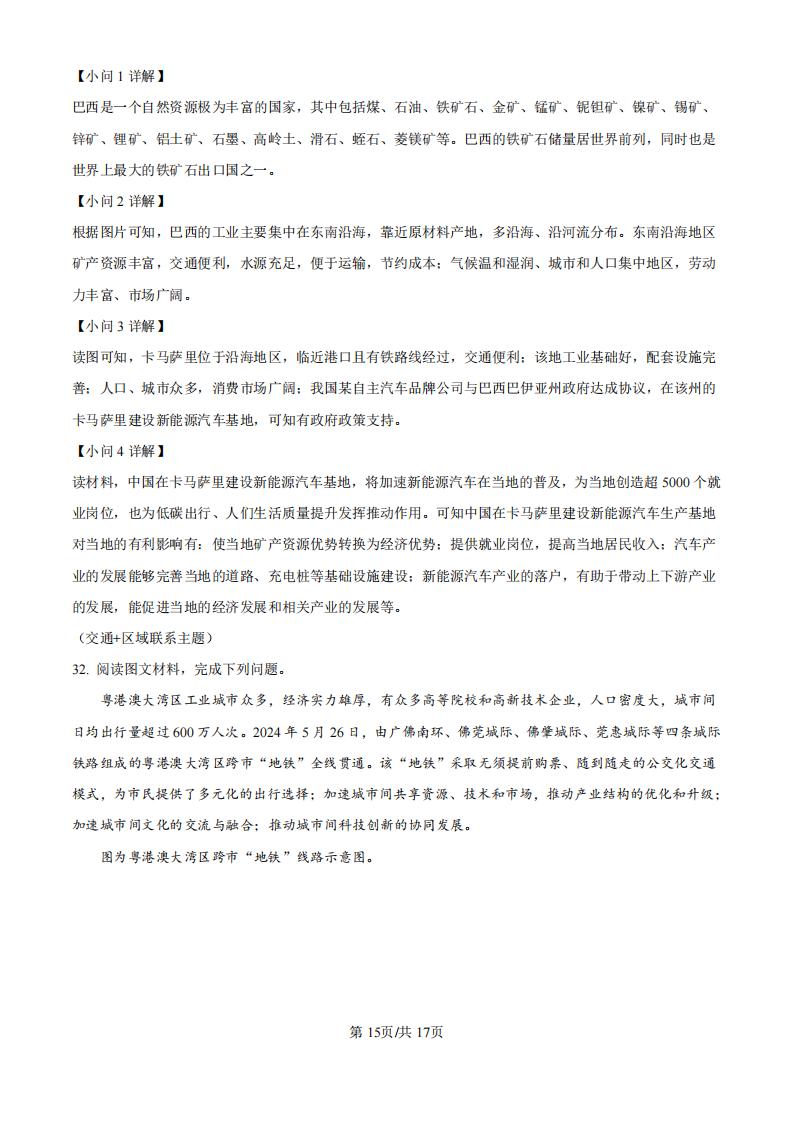 【小问 1 详解】
巴西是一个自然资源极为丰富的国家，其中包括煤、石油、铁矿石、金矿、锰矿、铌钽矿、镍矿、锡矿、
锌矿、锂矿、铝土矿、石墨、高岭土、滑石、蛭石、菱镁矿等。巴西的铁矿石储量居世界前列，同时也是
世界上最大的铁矿石出口国之一。
【小问 2 详解】
根据图片可知，巴西的工业主要集中在东南沿海，靠近原材料产地，多沿海、沿河流分布。东南沿海地区
矿产资源丰富，交通便利，水源充足，便于运输，节约成本；气候温和湿润、城市和人口集中地区，劳动
力丰富、市场广阔。
【小问 3 详解】
读图可知，卡马萨里位于沿海地区，临近港口且有铁路线经过，交通便利；该地工业基础好，配套设施完
善；人口、城市众多，消费市场广阔；我国某自主汽车品牌公司与巴西巴伊亚州政府达成协议，在该州的
卡马萨里建设新能源汽车基地，可知有政府政策支持。
【小问 4 详解】
读材料，中国在卡马萨里建设新能源汽车基地，将加速新能源汽车在当地的普及，为当地创造超 5000 个就
业岗位，也为低碳出行、人们生活质量提升发挥推动作用。可知中国在卡马萨里建设新能源汽车生产基地
对当地的有利影响有：使当地矿产资源优势转换为经济优势；提供就业岗位，提高当地居民收入；汽车产
业的发展能够完善当地的道路、充电桩等基础设施建设；新能源汽车产业的落户，有助于带动上下游产业
的发展，能促进当地的经济发展和相关产业的发展等。
（交通+区域联系主题）
32. 阅读图文材料，完成下列问题。
粤港澳大湾区工业城市众多，经济实力雄厚，有众多高等院校和高新技术企业，人口密度大，城市间
日均出行量超过 600 万人次。2024 年 5 月 26 日，由广佛南环、佛莞城际、佛肇城际、莞惠城际等四条城际
铁路组成的粤港澳大湾区跨市“地铁”全线贯通。该“地铁”采取无须提前购票、随到随走的公交化交通
模式，为市民提供了多元化的出行选择；加速城市间共享资源、技术和市场，推动产业结构的优化和升级；
加速城市间文化的交流与融合；推动城市间科技创新的协同发展。
图为粤港澳大湾区跨市“地铁”线路示意图。
第 15页/共 17页